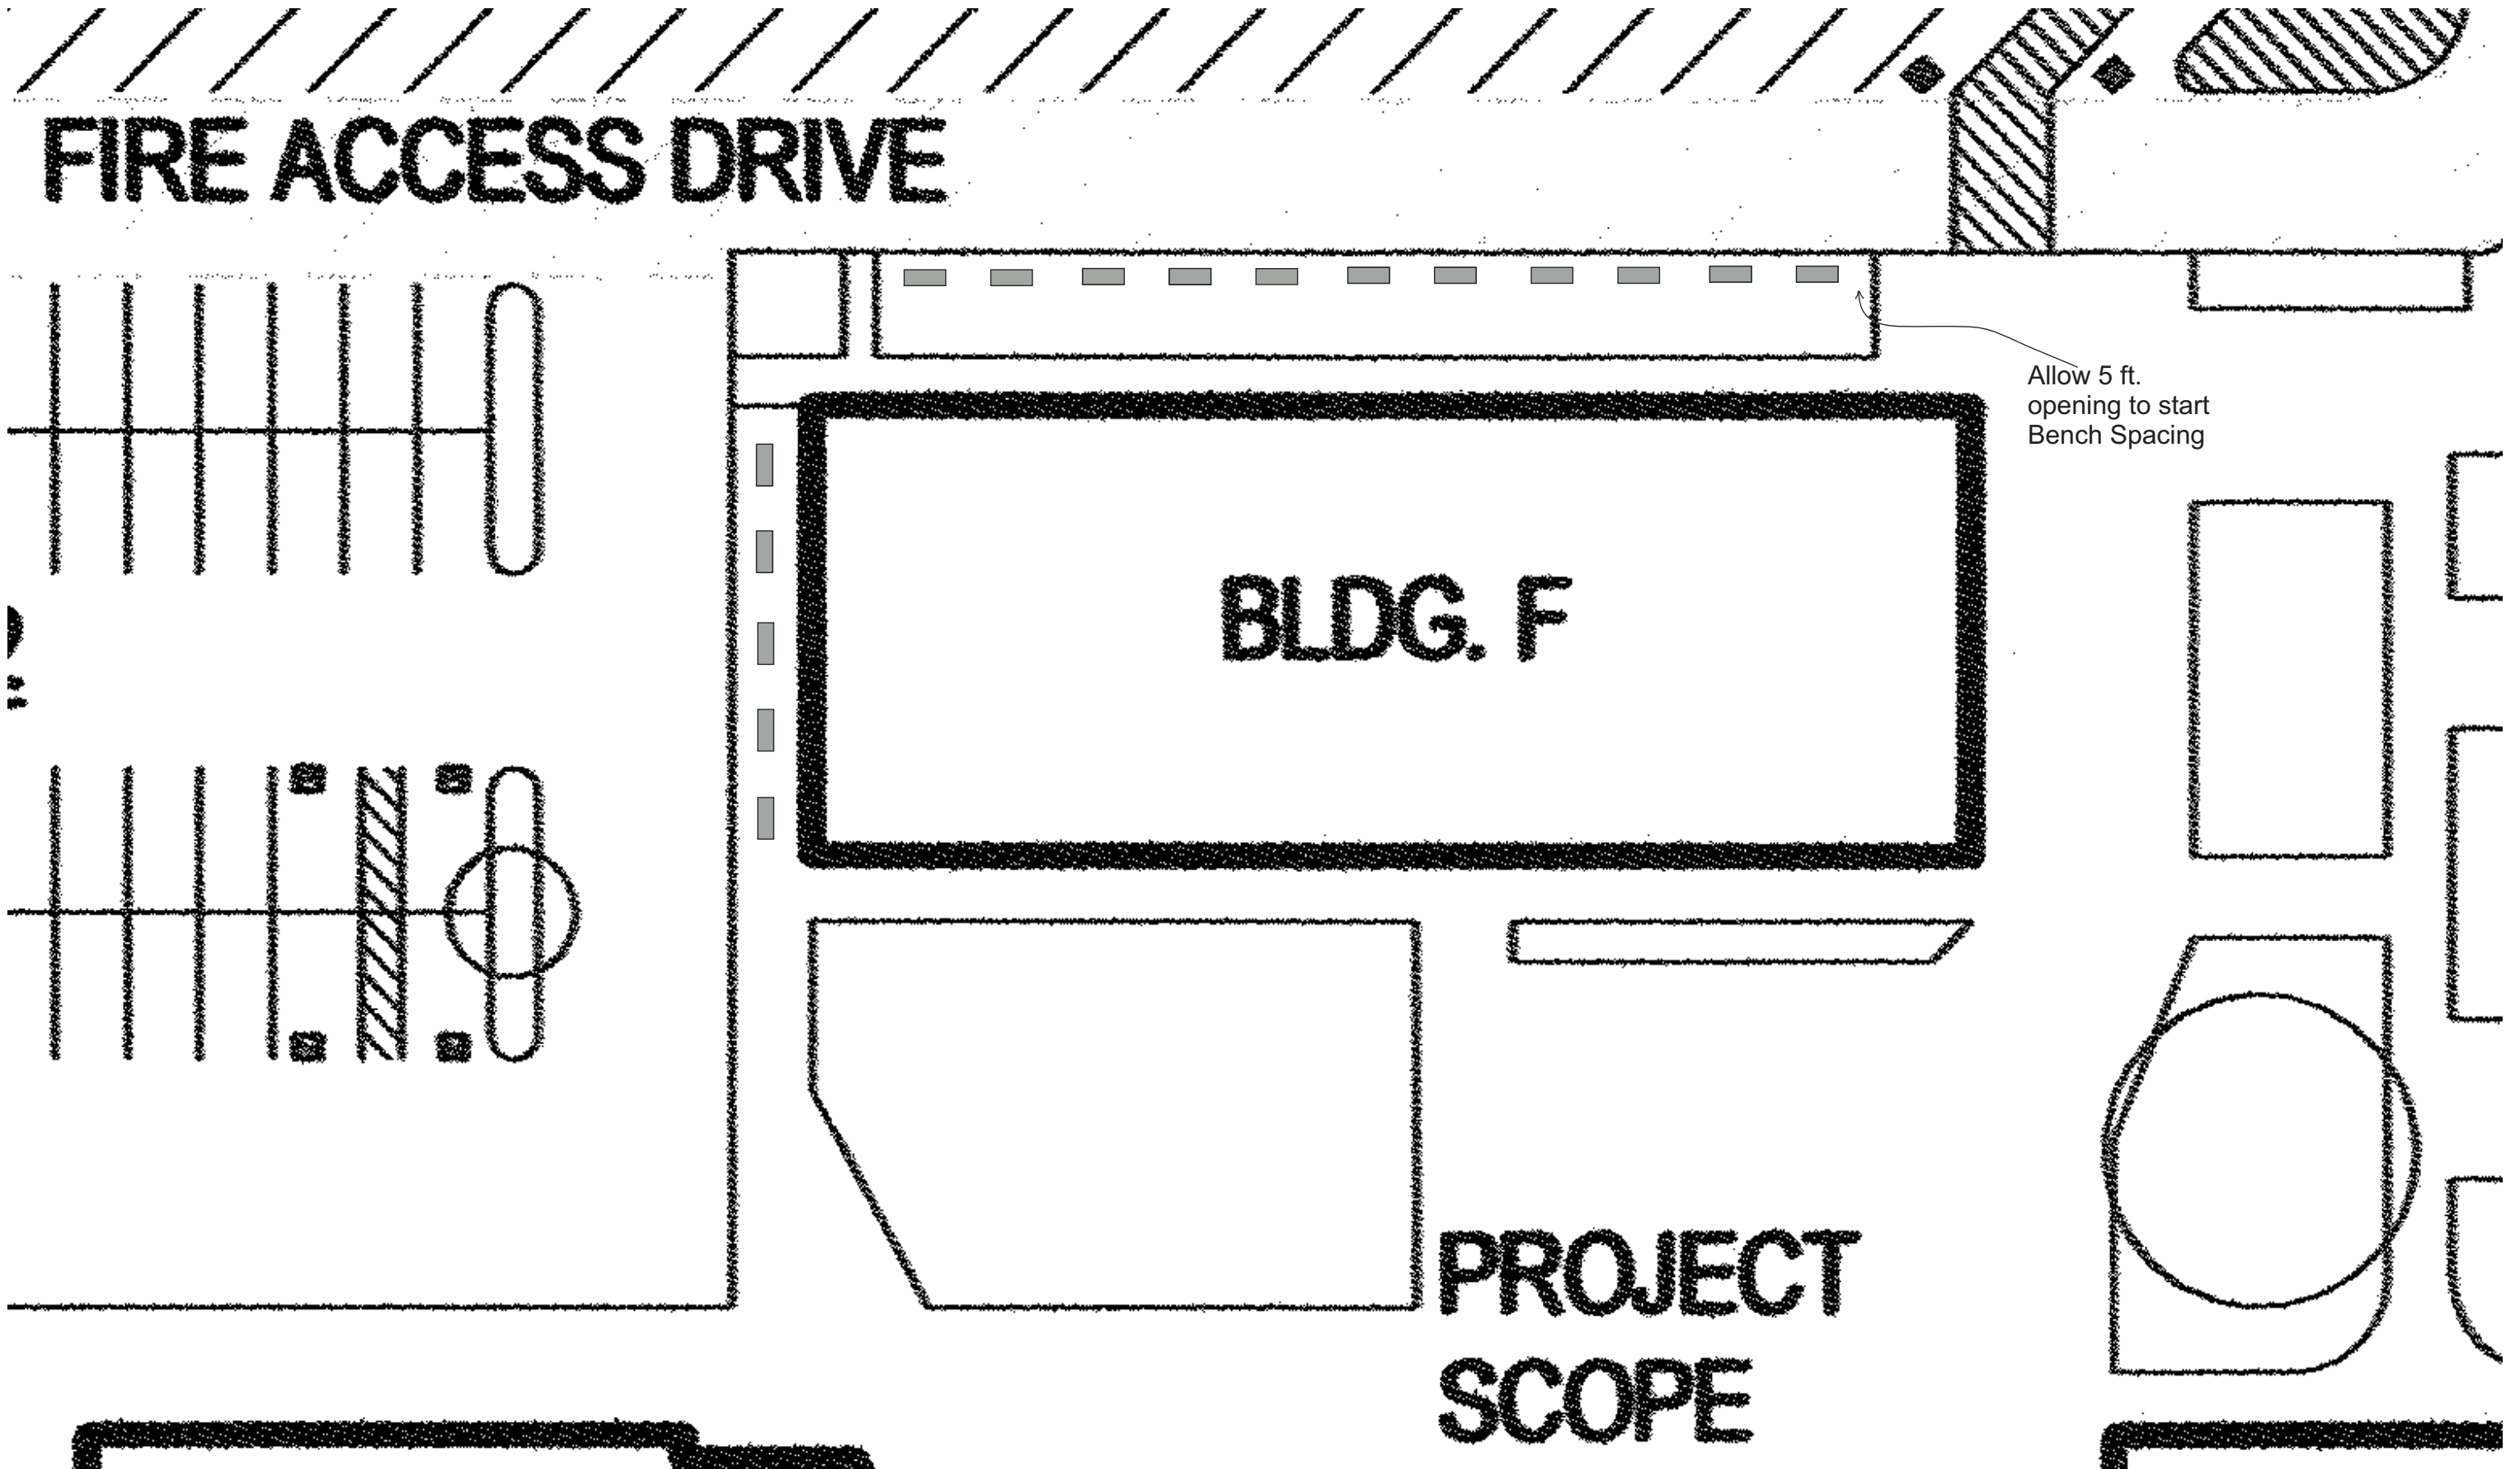 FIRE ACCESS DRIVE
Allow 5 ft.
opening to start
Bench Spacing
BLDG. F
PROJECT
SCOPE